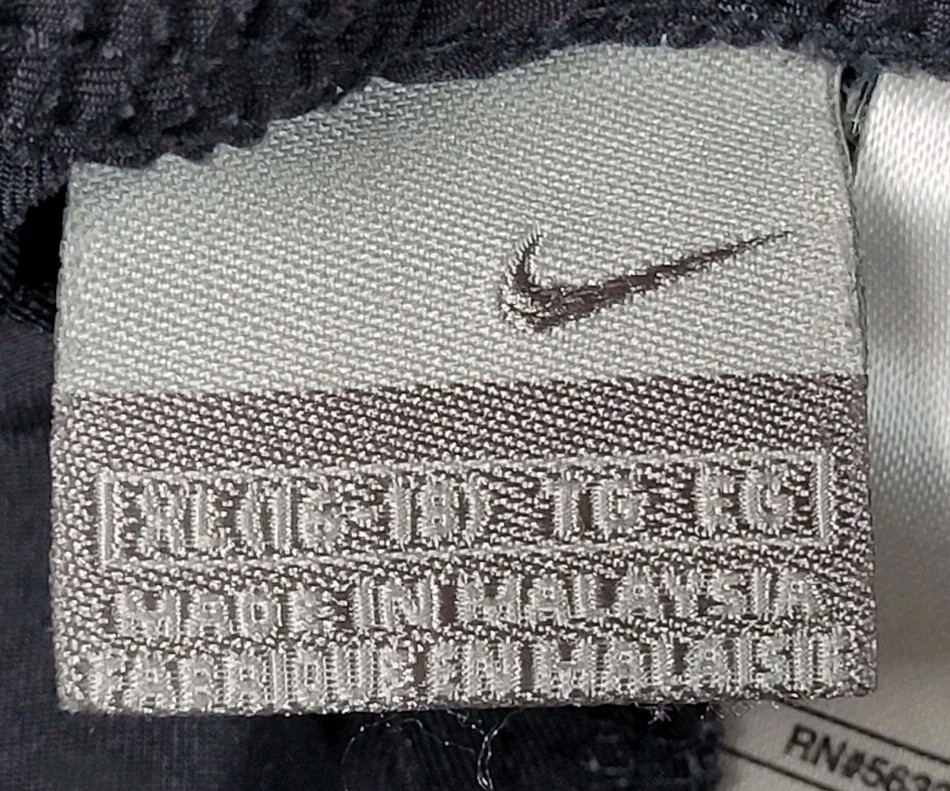 XL(16-18) TG EG
MADE IN MALAYSIA
FABRIQUE EN MALAISIE
RN#563